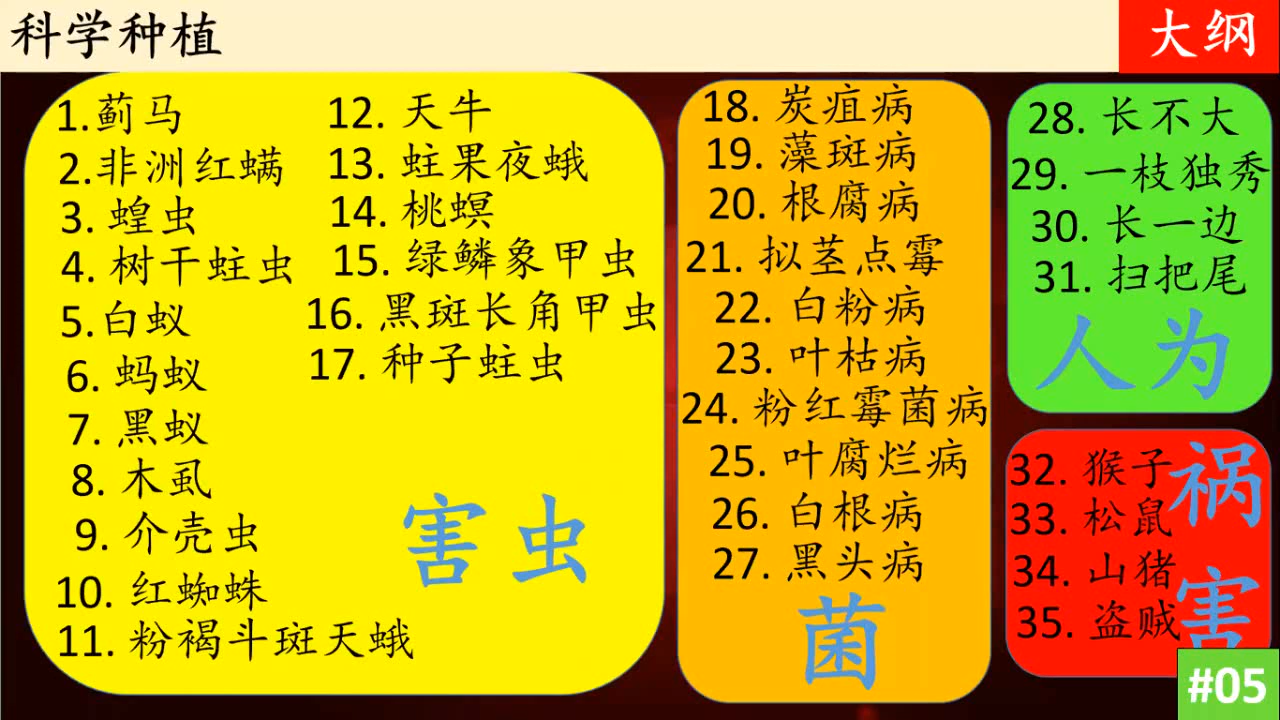 科学种植
大纲
1.蓟马
2.非洲红螨
3. 蝗虫
4. 树干蛀虫
5.白蚁
6. 蚂蚁
7. 黑蚁
8. 木虱
9. 介壳虫
10. 红蜘蛛
11. 粉褐斗斑天蛾
12. 天牛
13. 蛀果夜蛾
14. 桃螟
15. 绿鳞象甲虫
16. 黑斑长角甲虫
17. 种子蛀虫
害虫
18. 炭疽病
19. 藻斑病
20. 根腐病
21. 拟茎点霉
22. 白粉病
23. 叶枯病
24. 粉红霉菌病
25. 叶腐烂病
26. 白根病
27. 黑头病
菌
28. 长不大
29. 一枝独秀
30. 长一边
31. 扫把尾
人为
32. 猴子
33. 松鼠
34. 山猪
35. 盗贼
祸害
#05